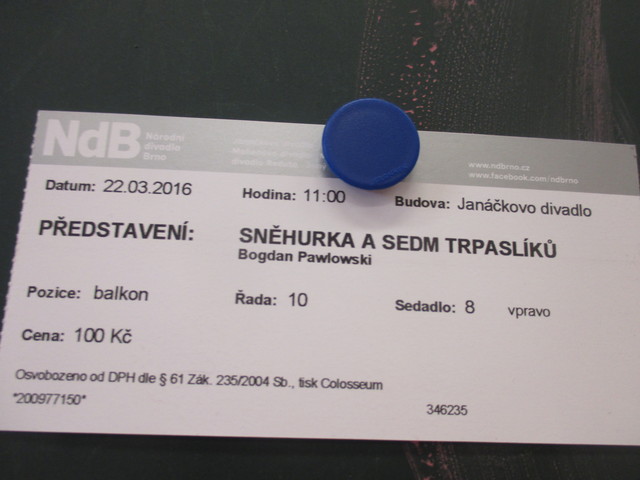 NdB Národní divadlo Brno
www.ndbrno.cz
www.facebook.com/ndbrno
Datum: 22.03.2016 Hodina: 11:00 Budova: Janáčkovo divadlo
PŘEDSTAVENÍ: SNĚHURKA A SEDM TRPASLÍKŮ
Bogdan Pawlowski
Pozice: balkon Řada: 10 Sedadlo: 8 vpravo
Cena: 100 Kč
Osvobozeno od DPH dle § 61 Zák. 235/2004 Sb., tisk Colosseum
*200977150* 346235